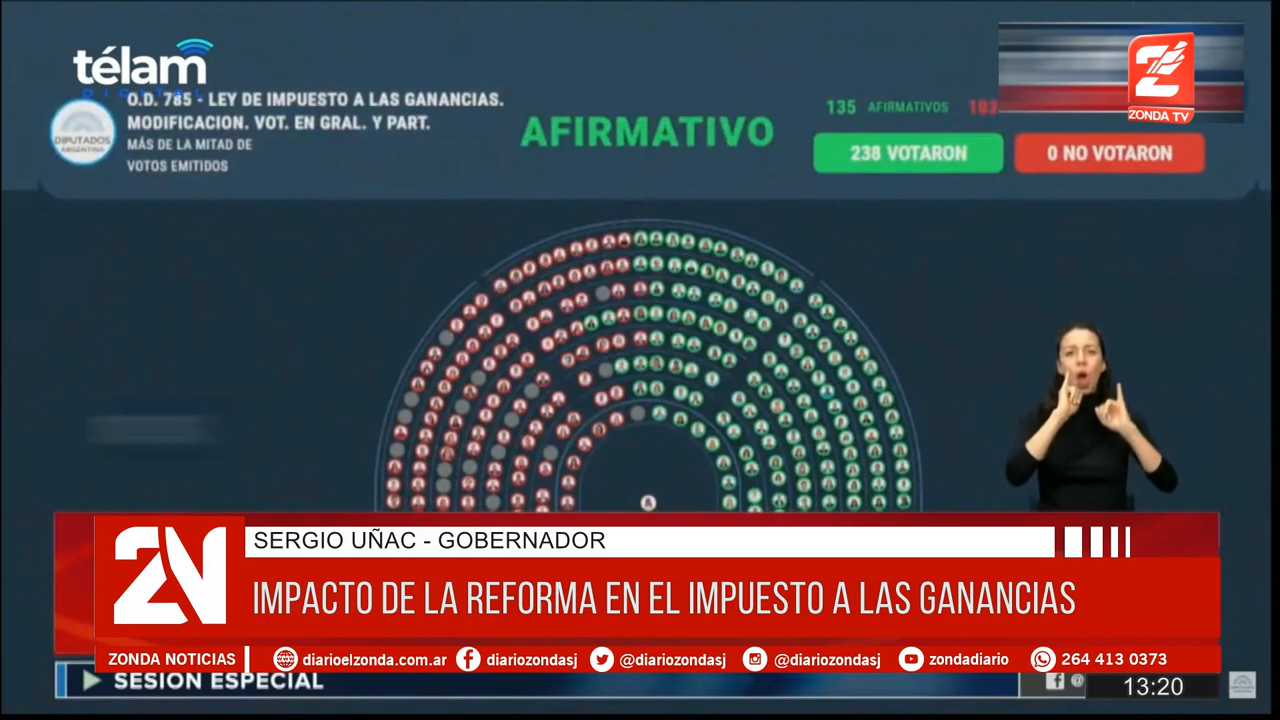 télam
DIGITAL
O.D. 785 - LEY DE IMPUESTO A LAS GANANCIAS.
MODIFICACION. VOT. EN GRAL. Y PART.
MÁS DE LA MITAD DE
VOTOS EMITIDOS
DIPUTADOS
ARGENTINA
AFIRMATIVO
135 AFIRMATIVOS 103
238 VOTARON
0 NO VOTARON
ZONDA TV
ZN
SERGIO UÑAC - GOBERNADOR
IMPACTO DE LA REFORMA EN EL IMPUESTO A LAS GANANCIAS
ZONDA NOTICIAS diarioelzonda.com.ar diariozondasj @diariozondasj @diariozondasj zondadiario 264 413 0373
SESION ESPECIAL
13:20